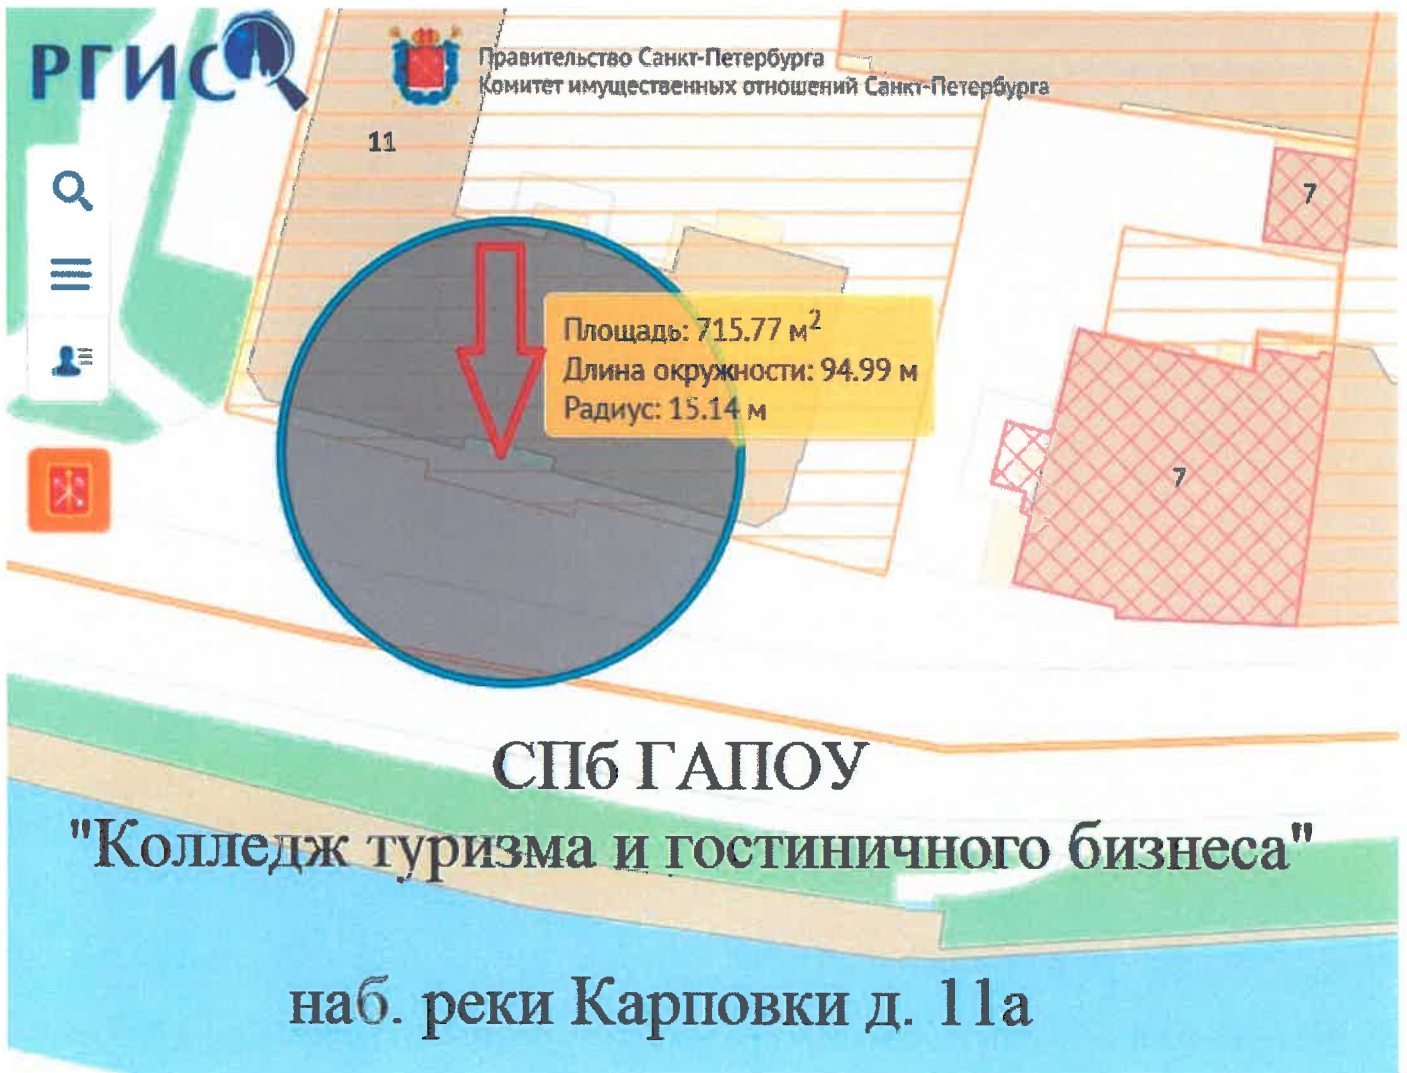 РГИС
Правительство Санкт-Петербурга
Комитет имущественных отношений Санкт-Петербурга
11
7
Площадь: 715.77 м²
Длина окружности: 94.99 м
Радиус: 15.14 м
7
СПб ГАПОУ
"Колледж туризма и гостиничного бизнеса"
наб. реки Карповки д. 11а